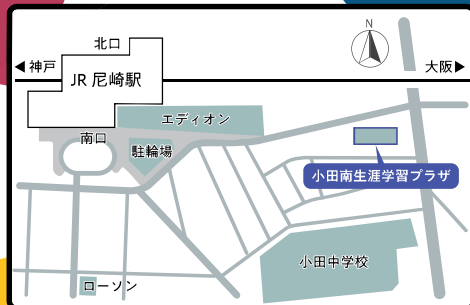 北口
N
◀神戸
JR 尼崎駅
大阪▶
エディオン
南口
駐輪場
小田南生涯学習プラザ
小田中学校
ローソン